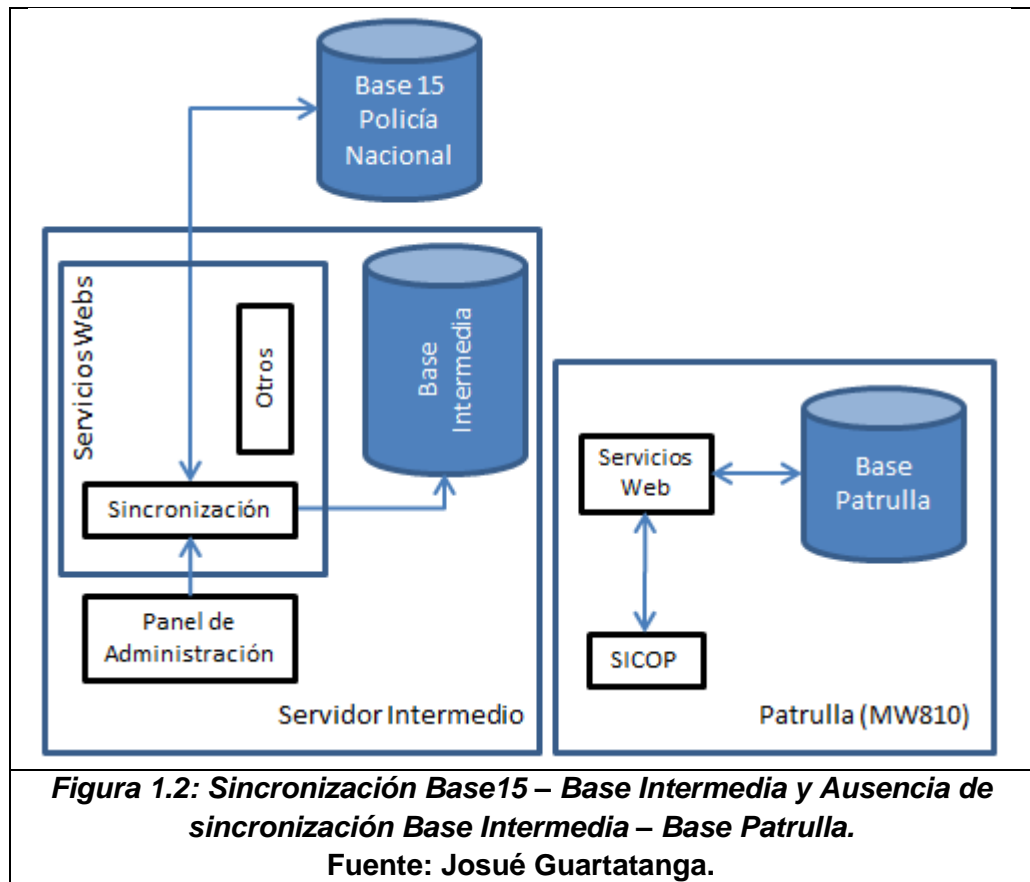 Base 15
Policía
Nacional
Servicios Webs
Otros
Base
Intermedia
Sincronización
Panel de
Administración
Servidor Intermedio
Servicios
Web
Base
Patrulla
SICOP
Patrulla (MW810)
Figura 1.2: Sincronización Base15 – Base Intermedia y Ausencia de
sincronización Base Intermedia – Base Patrulla.
Fuente: Josué Guartatanga.